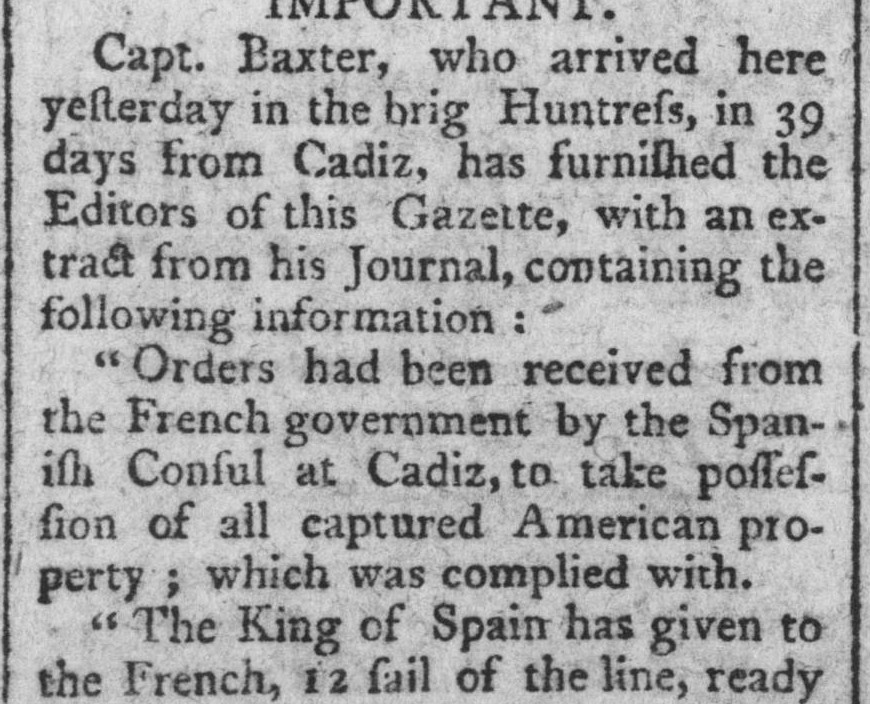 IMPORTANT.
Capt. Baxter, who arrived here
yeſterday in the brig Huntreſs, in 39
days from Cadiz, has furniſhed the
Editors of this Gazette, with an ex-
tract from his Journal, containing the
following information :
“ Orders had been received from
the French government by the Span-
iſh Conſul at Cadiz, to take poſſeſ-
ſion of all captured American pro-
perty ; which was complied with.
“ The King of Spain has given to
the French, 12 ſail of the line, ready